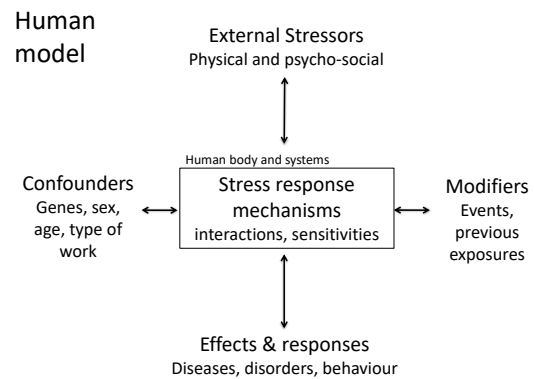 Human
model
External Stressors
Physical and psycho-social
Human body and systems
Confounders
Genes, sex,
age, type of
work
Stress response
mechanisms
interactions, sensitivities
Modifiers
Events,
previous
exposures
Effects & responses
Diseases, disorders, behaviour